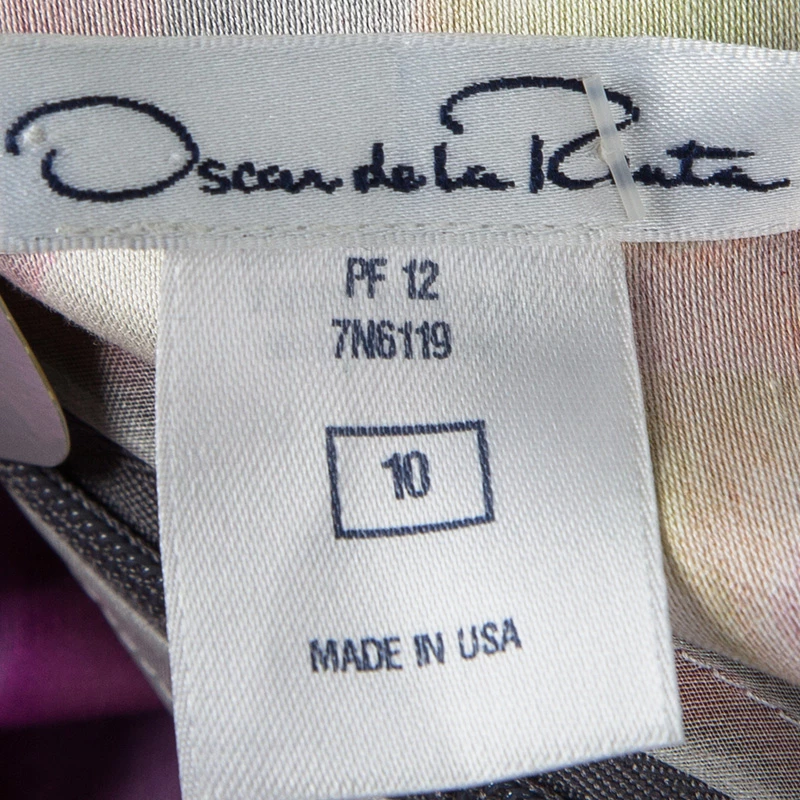 Oscar de la Renta
PF 12
7N6119
10
MADE IN USA